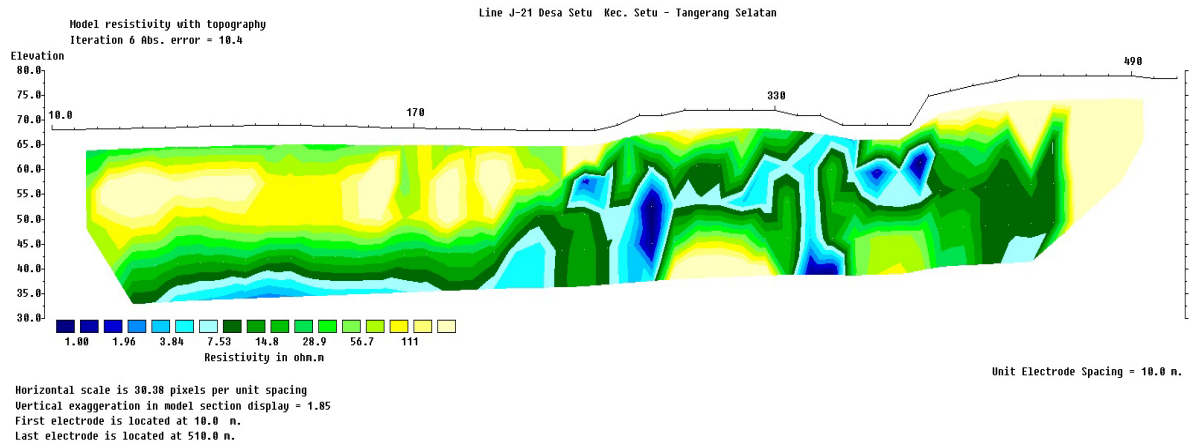 Line J-21 Desa Setu Kec. Setu - Tangerang Selatan
Model resistivity with topography
Iteration 6 Abs. error = 10.4
Elevation
490
80.0
75.0
330
10.0
170
70.0
65.0
60.0
55.0
50.0
45.0
40.0
35.0
30.0
1.00 1.96 3.84 7.53 14.8 28.9 56.7 111
Resistivity in ohm.m
Unit Electrode Spacing = 10.0 m.
Horizontal scale is 30.38 pixels per unit spacing
Vertical exaggeration in model section display = 1.85
First electrode is located at 10.0 m.
Last electrode is located at 510.0 m.